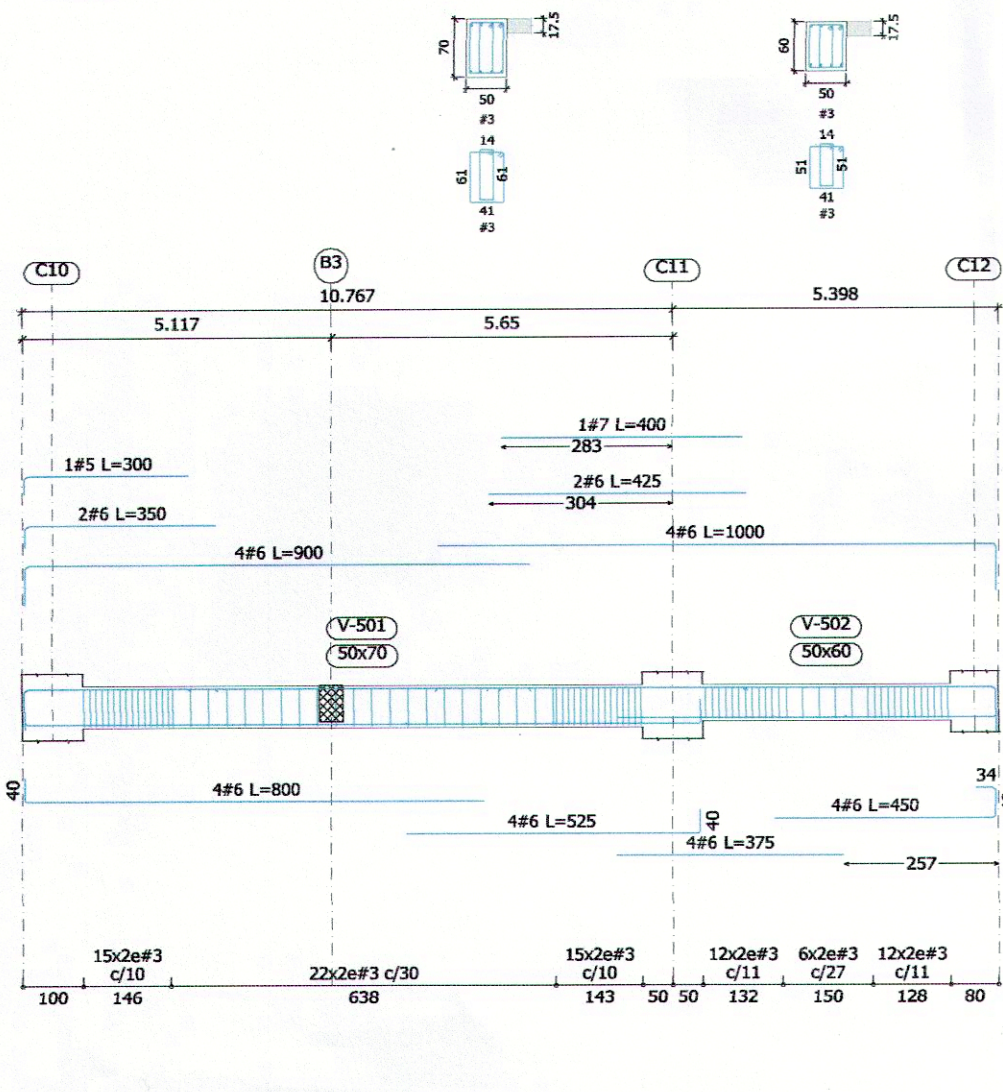 17.5
17.5
70
60
50
50
#3
#3
14
14
61
61
51
51
41
41
#3
#3
C10
B3
C11
C12
10.767
5.398
5.117
5.65
1#7 L=400
283
1#5 L=300
2#6 L=425
304
2#6 L=350
4#6 L=1000
4#6 L=900
V-501
V-502
50x70
50x60
34
40
4#6 L=800
4#6 L=450
4#6 L=525
40
4#6 L=375
257
15x2e#3
15x2e#3
12x2e#3
6x2e#3
12x2e#3
c/10
22x2e#3 c/30
c/10
c/11
c/27
c/11
100
146
638
143
50
50
132
150
128
80